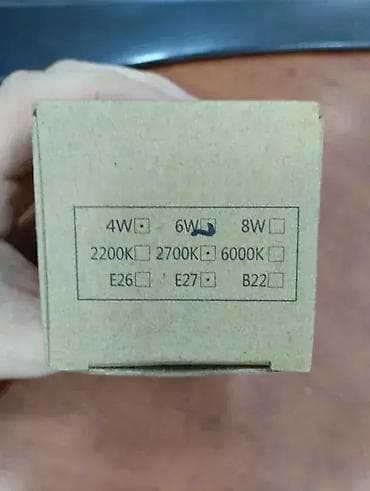 4W⊡ 6W☑ 8W☐
2200K☐ 2700K⊡ 6000K☐
E26☐ E27⊡ B22☐